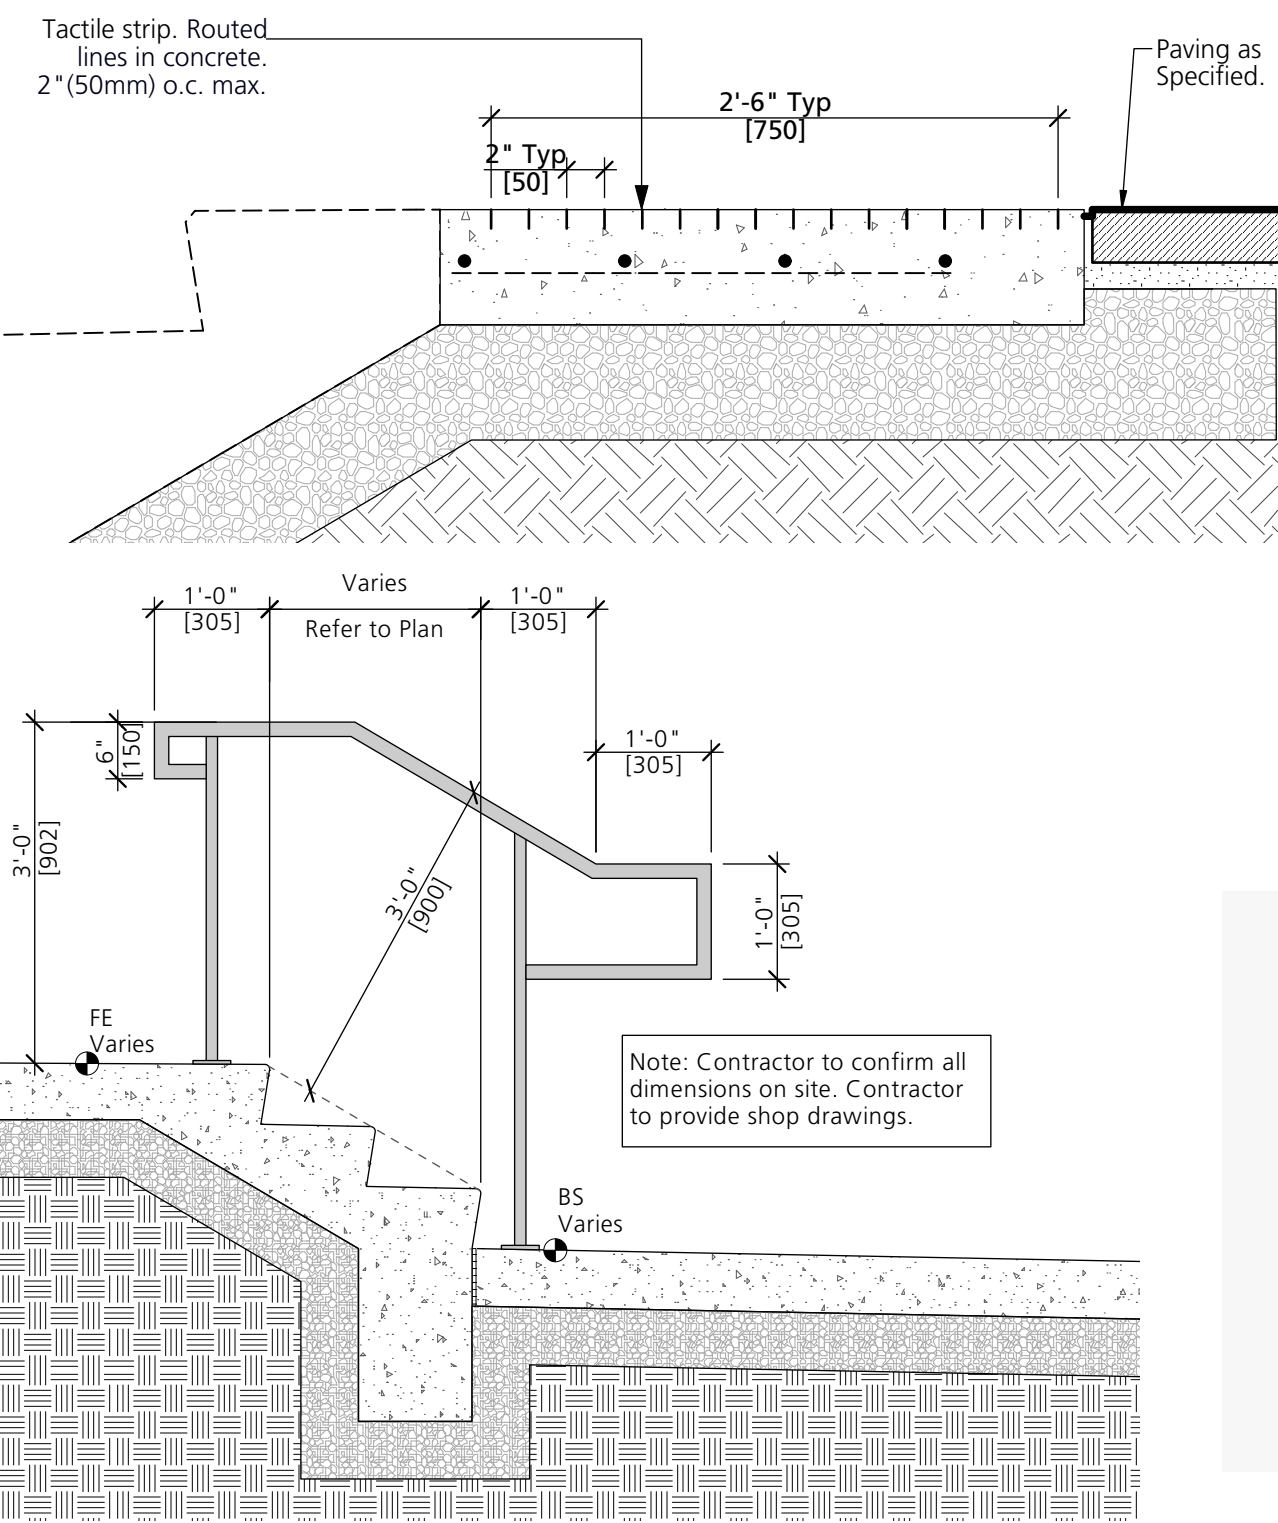 Tactile strip. Routed
lines in concrete.
2"(50mm) o.c. max.
Paving as
Specified.
2'-6" Typ
[750]
2" Typ
[50]
1'-0"
[305]
Varies
Refer to Plan
1'-0"
[305]
1'-0"
[305]
6"
[150]
3'-0"
[902]
3'-0"
[900]
1'-0"
[305]
FE
Varies
Note: Contractor to confirm all
dimensions on site. Contractor
to provide shop drawings.
BS
Varies